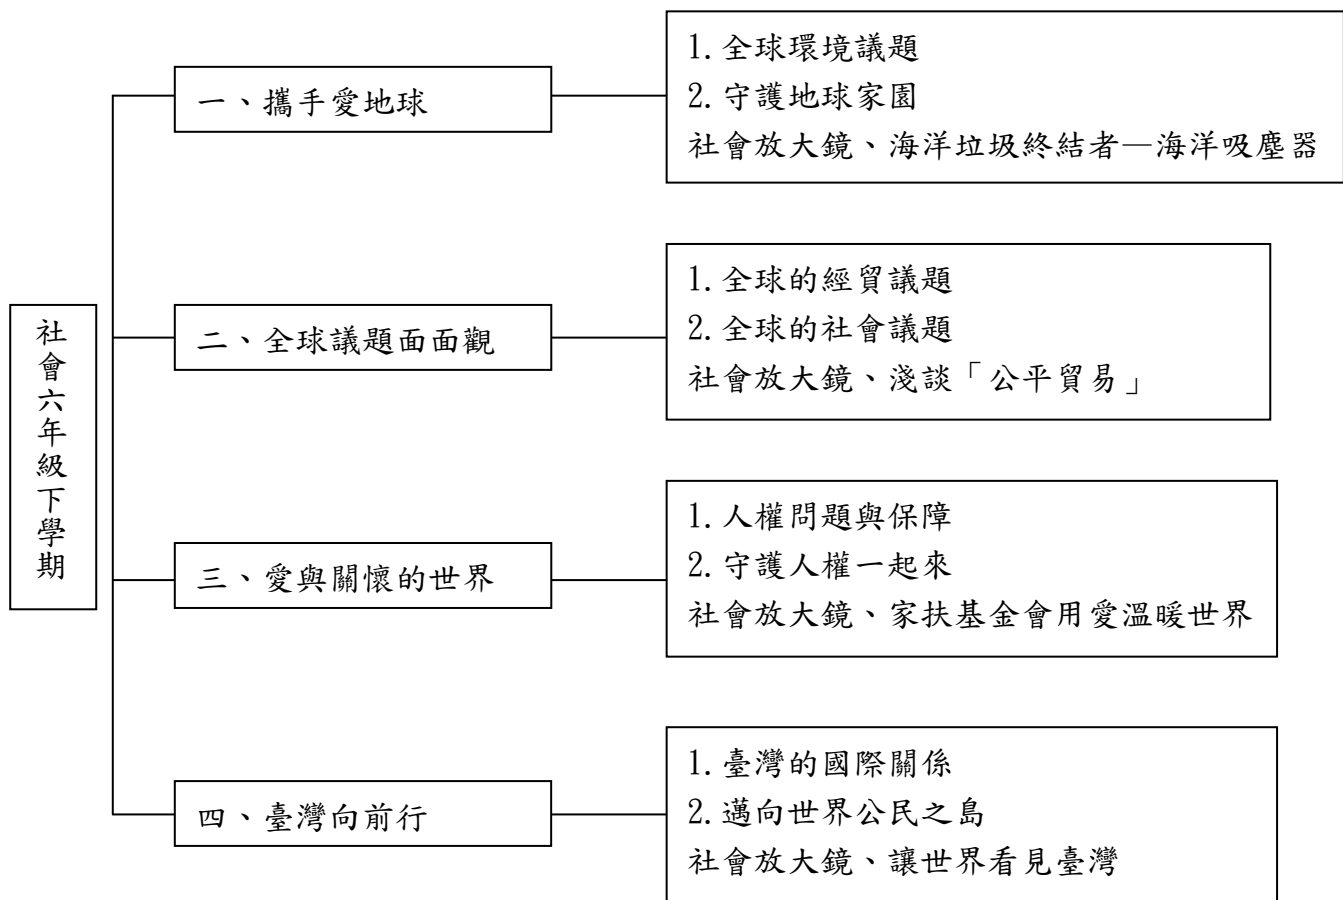 社會六年級下學期
一、攜手愛地球
1.全球環境議題
2.守護地球家園
社會放大鏡、海洋垃圾終結者—海洋吸塵器
二、全球議題面面觀
1.全球的經貿議題
2.全球的社會議題
社會放大鏡、淺談「公平貿易」
三、愛與關懷的世界
1.人權問題與保障
2.守護人權一起來
社會放大鏡、家扶基金會用愛溫暖世界
四、臺灣向前行
1.臺灣的國際關係
2.邁向世界公民之島
社會放大鏡、讓世界看見臺灣